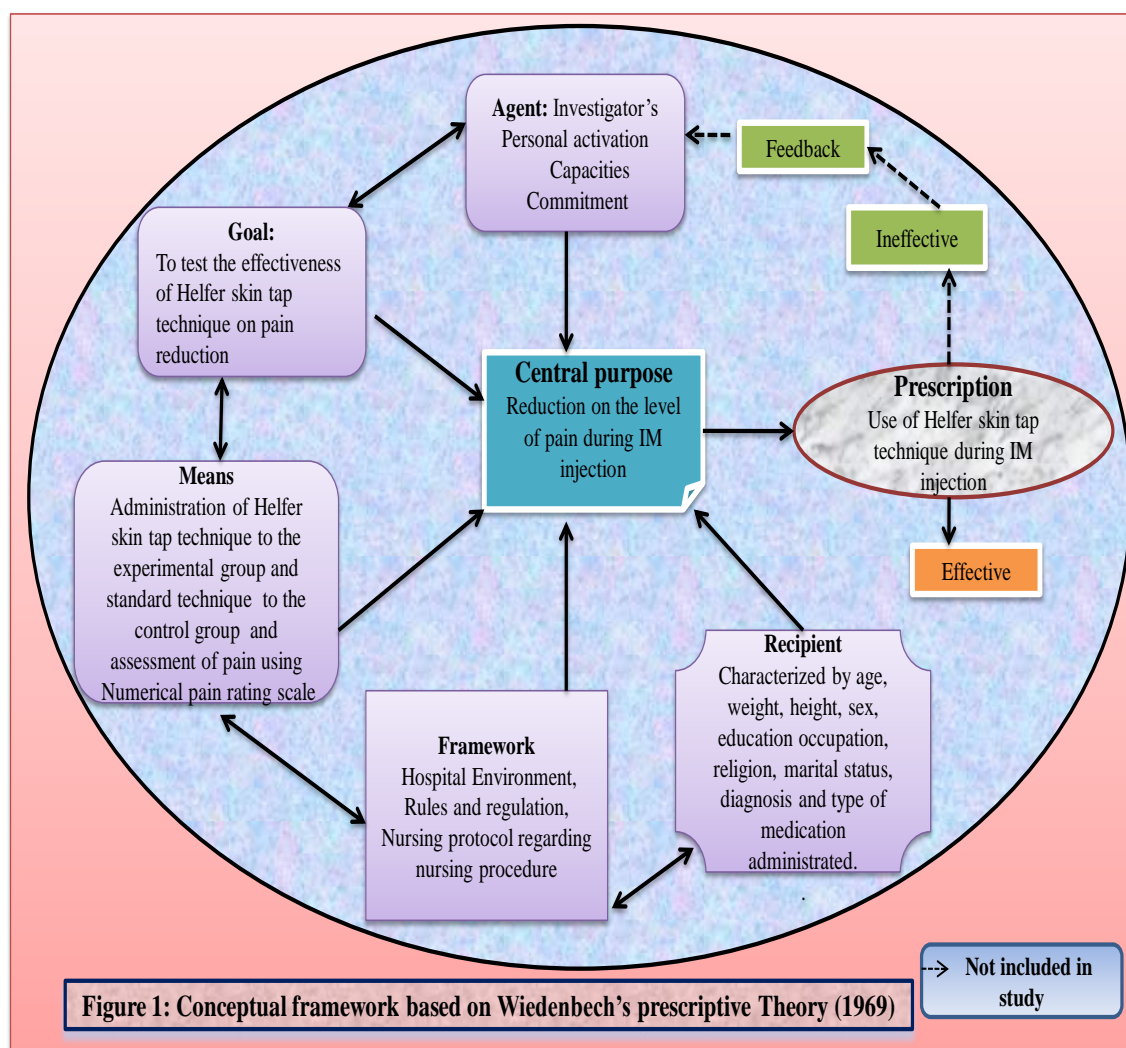 Agent: Investigator's
Personal activation
Capacities
Commitment
Feedback
Ineffective
Goal:
To test the effectiveness
of Helfer skin tap
technique on pain
reduction
Central purpose
Reduction on the level
of pain during IM
injection
Prescription
Use of Helfer skin tap
technique during IM
injection
Effective
Means
Administration of Helfer
skin tap technique to the
experimental group and
standard technique to the
control group and
assessment of pain using
Numerical pain rating scale
Framework
Hospital Environment,
Rules and regulation,
Nursing protocol regarding
nursing procedure
Recipient
Characterized by age,
weight, height, sex,
education occupation,
religion, marital status,
diagnosis and type of
medication
administrated.
.
Not included in
study
Figure 1: Conceptual framework based on Wiedenbech's prescriptive Theory (1969)